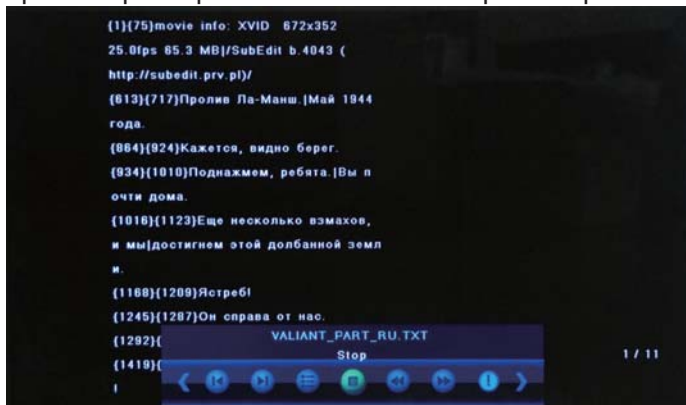 {1}{75}movie info: XVID 672x352
25.0fps 65.3 MB|/SubEdit b.4043 (
http://subedit.prv.pl)/
{613}{717}Пролив Ла-Манш.|Май 1944
года.
{864}{924}Кажется, видно берег.
{934}{1010}Поднажмем, ребята.|Вы п
очти дома.
{1016}{1123}Еще несколько взмахов,
и мы|достигнем этой долбанной земл
и.
{1168}{1209}Ястреб!
{1245}{1287}Он справа от нас.
{1292}{
{1419}{
!
VALIANT_PART_RU.TXT
Stop
1 / 11